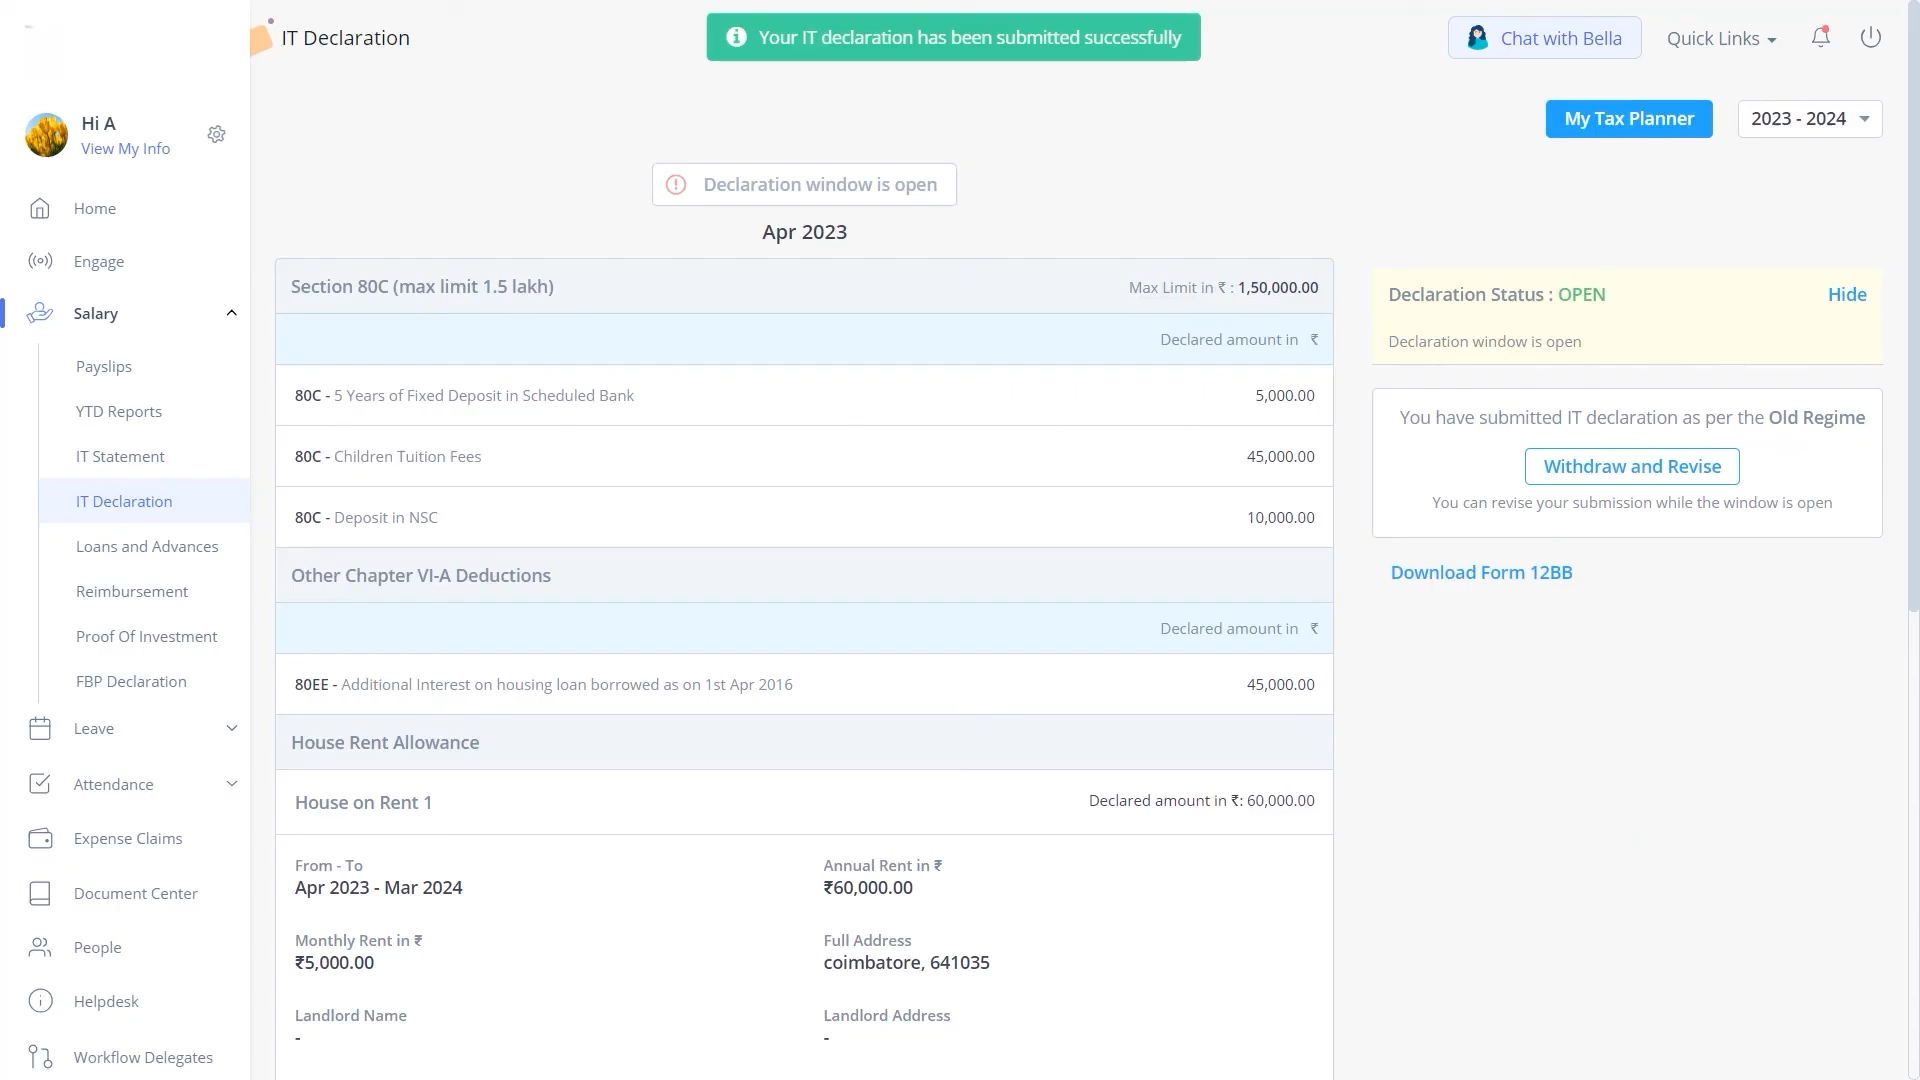 IT Declaration
Your IT declaration has been submitted successfully
Chat with Bella
Quick Links
Hi A
View My Info
My Tax Planner
2023 - 2024
Home
Engage
Salary
Payslips
YTD Reports
IT Statement
IT Declaration
Loans and Advances
Reimbursement
Proof Of Investment
FBP Declaration
Leave
Attendance
Expense Claims
Document Center
People
Helpdesk
Workflow Delegates
Declaration window is open
Apr 2023
Section 80C (max limit 1.5 lakh) Max Limit in ₹ : 1,50,000.00
Declared amount in ₹
80C - 5 Years of Fixed Deposit in Scheduled Bank 5,000.00
80C - Children Tuition Fees 45,000.00
80C - Deposit in NSC 10,000.00
Other Chapter VI-A Deductions
Declared amount in ₹
80EE - Additional Interest on housing loan borrowed as on 1st Apr 2016 45,000.00
House Rent Allowance
House on Rent 1 Declared amount in ₹: 60,000.00
From - To
Apr 2023 - Mar 2024
Annual Rent in ₹
₹60,000.00
Monthly Rent in ₹
₹5,000.00
Full Address
coimbatore, 641035
Landlord Name
-
Landlord Address
-
Declaration Status : OPEN Hide
Declaration window is open
You have submitted IT declaration as per the Old Regime
Withdraw and Revise
You can revise your submission while the window is open
Download Form 12BB